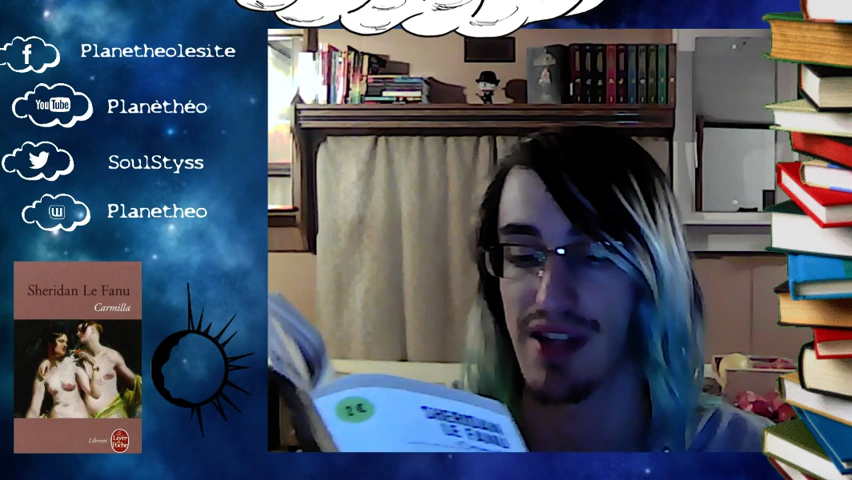 f
Planetheolesite
You Tube
Planèthéo
SoulStyss
W
Planetheo
Sheridan Le Fanu
Carmilla
Libretti
Le Livre de Poche
2€
SHERIDAN
LE FANU